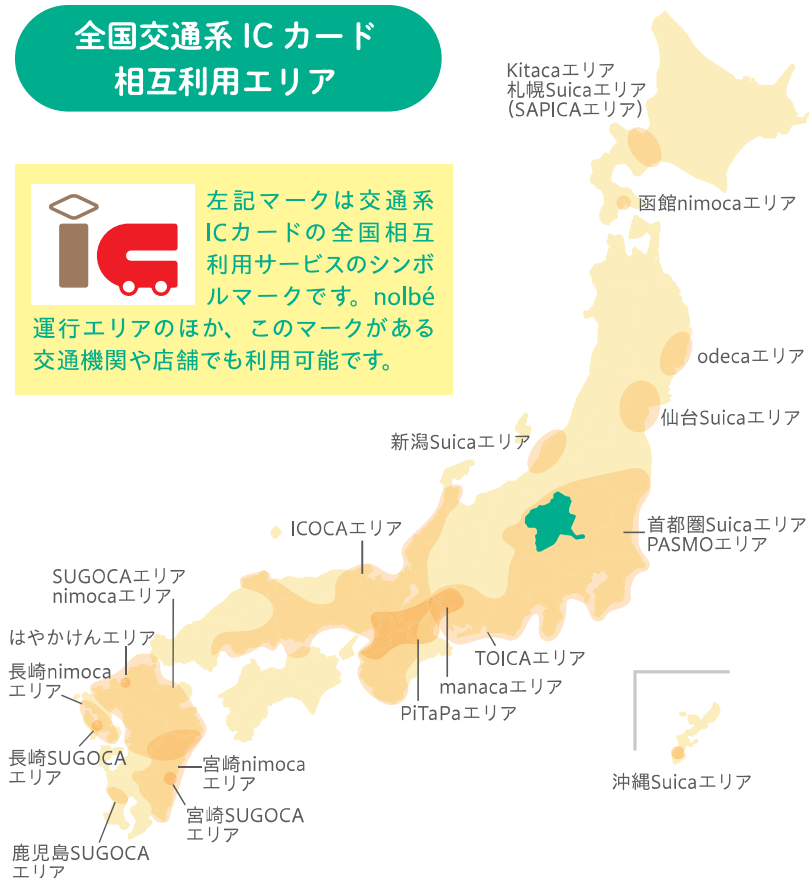 全国交通系 IC カード
相互利用エリア
左記マークは交通系
ICカードの全国相互
利用サービスのシンボ
ルマークです。nolbé
運行エリアのほか、このマークがある
交通機関や店舗でも利用可能です。
Kitacaエリア
札幌Suicaエリア
(SAPICAエリア)
函館nimocaエリア
odecaエリア
仙台Suicaエリア
新潟Suicaエリア
首都圏Suicaエリア
PASMOエリア
ICOCAエリア
SUGOCAエリア
nimocaエリア
はやかけんエリア
長崎nimoca
エリア
TOICAエリア
manacaエリア
PiTaPaエリア
長崎SUGOCA
エリア
宮崎nimoca
エリア
宮崎SUGOCA
エリア
鹿児島SUGOCA
エリア
沖縄Suicaエリア